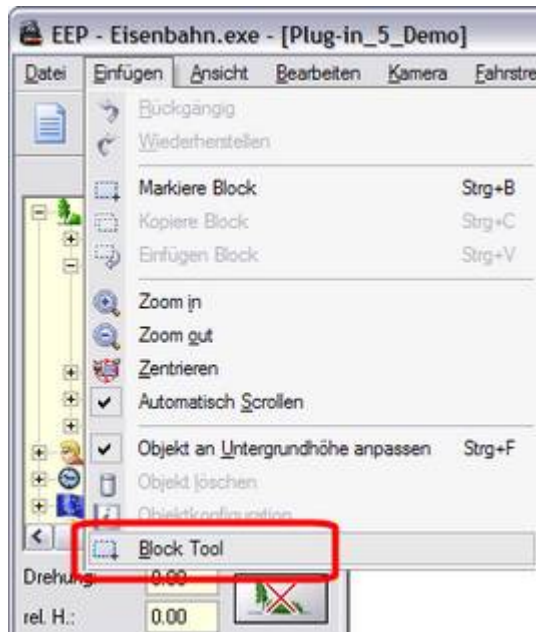 EEP - Eisenbahn.exe - [Plug-in_5_Demo]
Datei Einfügen Ansicht Bearbeiten Kamera Fahrstre
Rückgängig
Wiederherstellen
Markiere Block Strg+B
Kopiere Block Strg+C
Einfügen Block Strg+V
Zoom in
Zoom out
Zentrieren
Automatisch Scrollen
Objekt an Untergrundhöhe anpassen Strg+F
Objekt löschen
Objektkonfiguration
Block Tool
Drehung: 0.00
rel. H.: 0.00